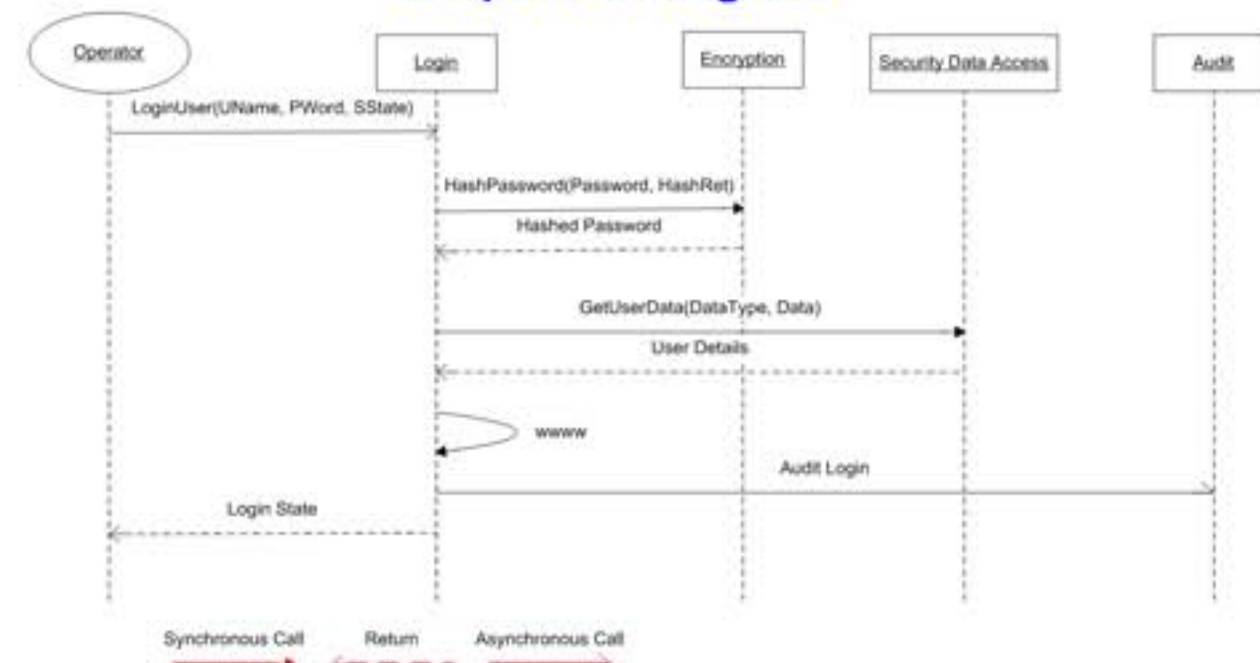 Operator
Login
Encryption
Security Data Access
Audit
LoginUser(UName, PWord, SState)
HashPassword(Password, HashRet)
Hashed Password
GetUserData(DataType, Data)
User Details
wwww
Audit Login
Login State
Synchronous Call
Return
Asynchronous Call